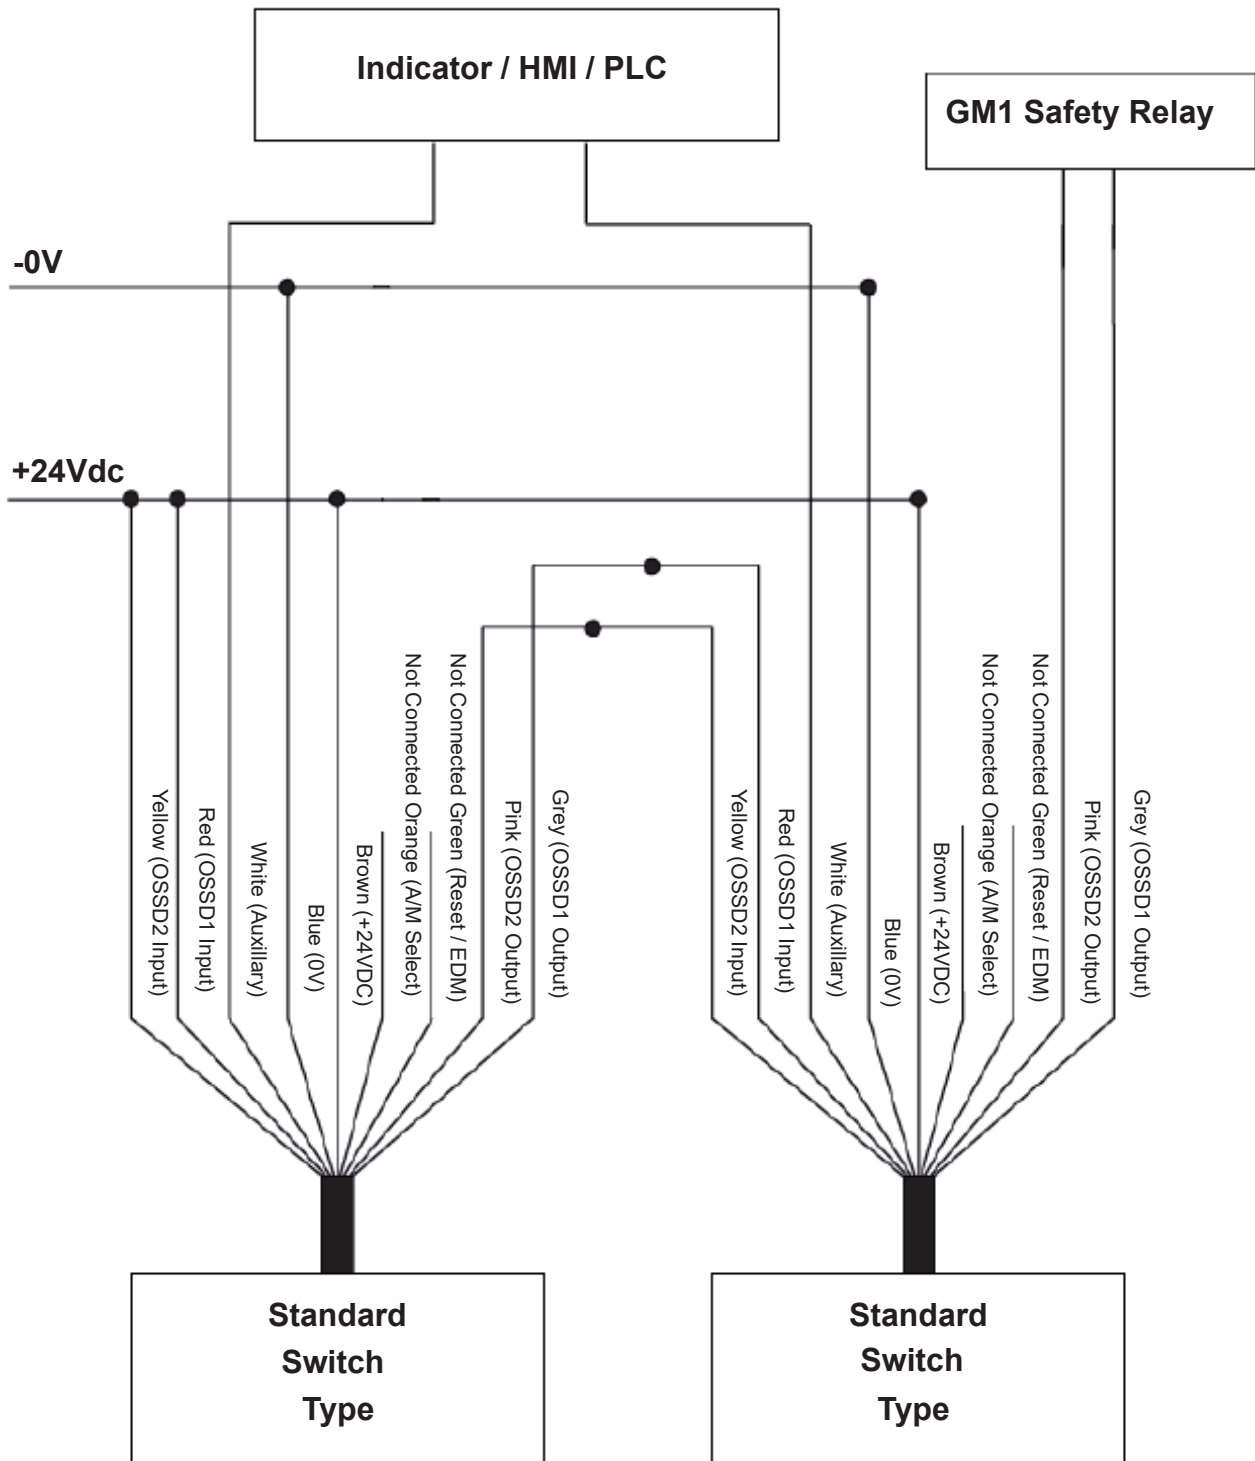 Indicator / HMI / PLC
GM1 Safety Relay
-0V
+24Vdc
Yellow (OSSD2 Input)
Red (OSSD1 Input)
White (Auxillary)
Blue (0V)
Brown (+24VDC)
Not Connected Orange (A/M Select)
Not Connected Green (Reset / EDM)
Pink (OSSD2 Output)
Grey (OSSD1 Output)
Yellow (OSSD2 Input)
Red (OSSD1 Input)
White (Auxillary)
Blue (0V)
Brown (+24VDC)
Not Connected Orange (A/M Select)
Not Connected Green (Reset / EDM)
Pink (OSSD2 Output)
Grey (OSSD1 Output)
Standard
Switch
Type
Standard
Switch
Type